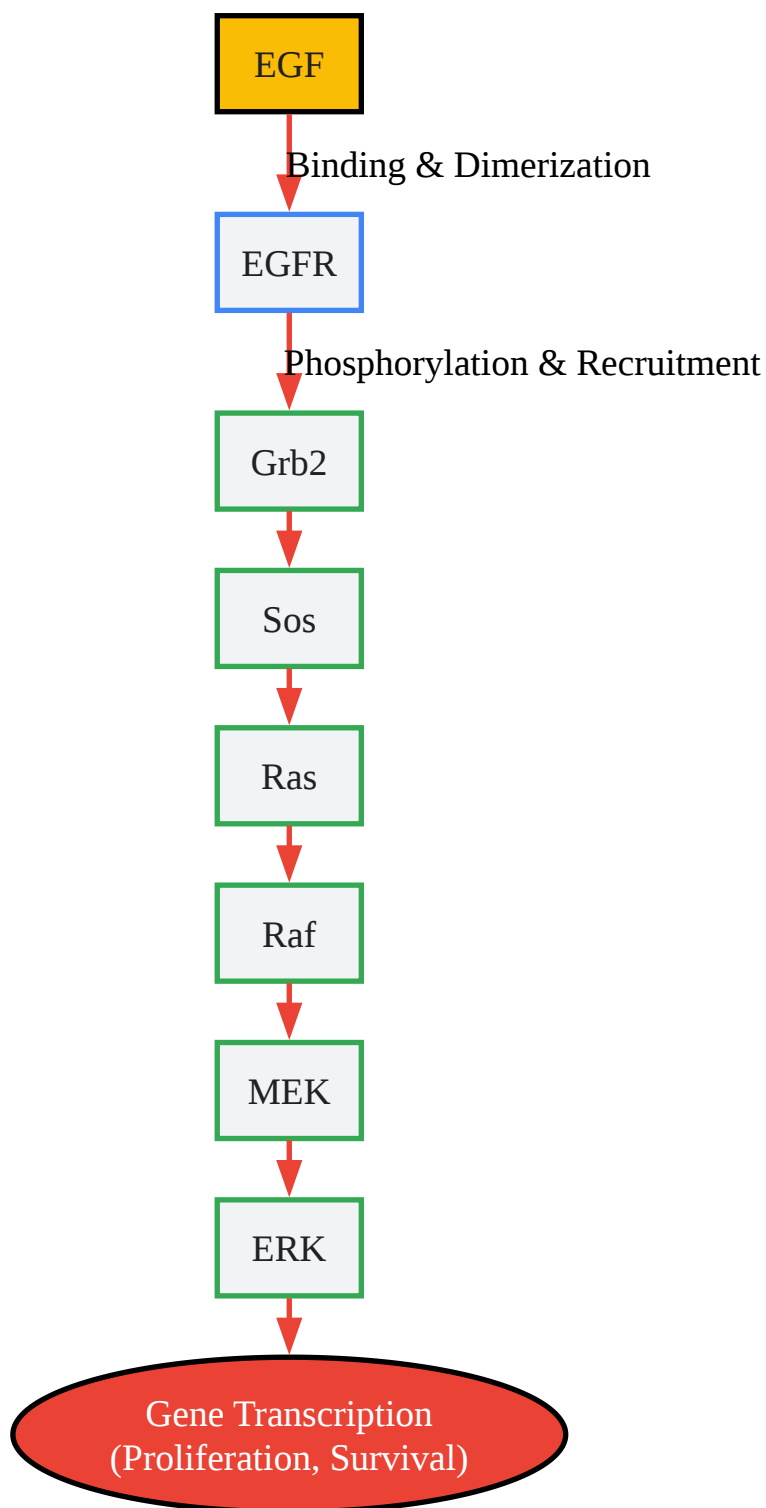 EGF
Binding & Dimerization
EGFR
Phosphorylation & Recruitment
Grb2
Sos
Ras
Raf
MEK
ERK
Gene Transcription
(Proliferation, Survival)